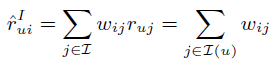 $\hat{r}_{ui}^{I} = \sum_{j \in \mathcal{I}} w_{ij} r_{uj} = \sum_{j \in \mathcal{I}(u)} w_{ij}$